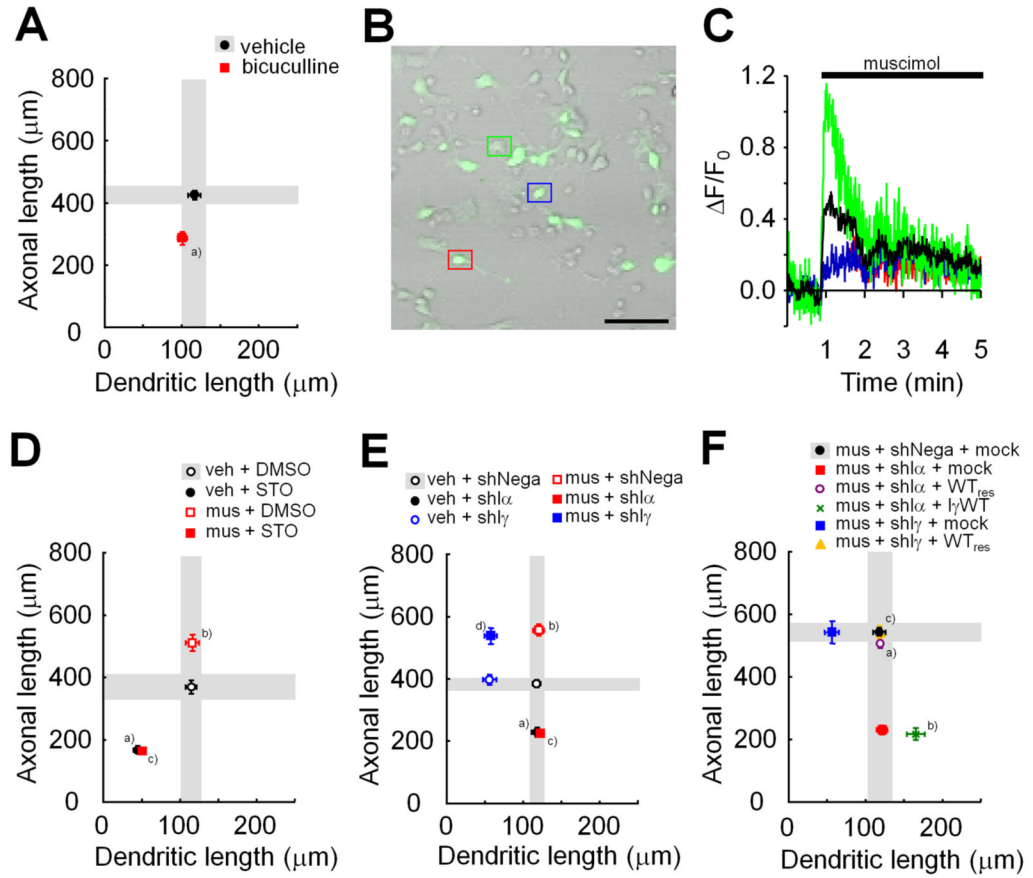 A
vehicle
bicuculline
Axonal length (μm)
800
600
400
200
0
a)
0
100
200
Dendritic length (μm)
B
C
muscimol
ΔF/F0
1.2
0.8
0.4
0.0
1
2
3
4
5
Time (min)
D
veh + DMSO
veh + STO
mus + DMSO
mus + STO
Axonal length (μm)
800
600
400
200
0
b)
a)
c)
0
100
200
Dendritic length (μm)
E
veh + shNega
veh + shIα
veh + shIγ
mus + shNega
mus + shIα
mus + shIγ
Axonal length (μm)
800
600
400
200
0
d)
b)
a)
c)
0
100
200
Dendritic length (μm)
F
mus + shNega + mock
mus + shIα + mock
mus + shIα + WTres
mus + shIα + IγWT
mus + shIγ + mock
mus + shIγ + WTres
Axonal length (μm)
800
600
400
200
0
c)
a)
b)
0
100
200
Dendritic length (μm)